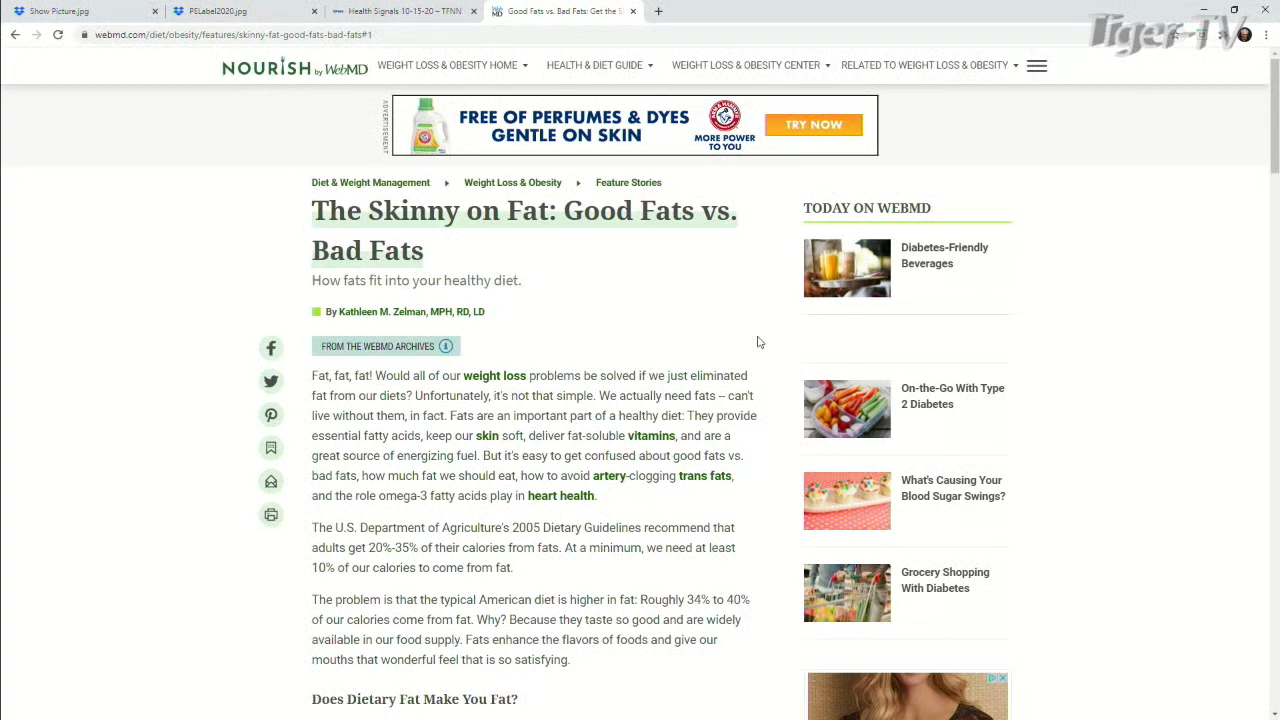 Show Picture.jpg
PELabel2020.jpg
Health Signals 10-15-20 – TFNN
Good Fats vs. Bad Fats: Get the S
webmd.com/diet/obesity/features/skinny-fat-good-fats-bad-fats#1
Tiger TV
NOURISH by WebMD
WEIGHT LOSS & OBESITY HOME
HEALTH & DIET GUIDE
WEIGHT LOSS & OBESITY CENTER
RELATED TO WEIGHT LOSS & OBESITY
ADVERTISEMENT
FREE OF PERFUMES & DYES
GENTLE ON SKIN
ARM & HAMMER
MORE POWER
TO YOU
TRY NOW
Diet & Weight Management
Weight Loss & Obesity
Feature Stories
The Skinny on Fat: Good Fats vs.
Bad Fats
How fats fit into your healthy diet.
By Kathleen M. Zelman, MPH, RD, LD
FROM THE WEBMD ARCHIVES
Fat, fat, fat! Would all of our weight loss problems be solved if we just eliminated
fat from our diets? Unfortunately, it's not that simple. We actually need fats -- can't
live without them, in fact. Fats are an important part of a healthy diet: They provide
essential fatty acids, keep our skin soft, deliver fat-soluble vitamins, and are a
great source of energizing fuel. But it's easy to get confused about good fats vs.
bad fats, how much fat we should eat, how to avoid artery-clogging trans fats,
and the role omega-3 fatty acids play in heart health.
The U.S. Department of Agriculture's 2005 Dietary Guidelines recommend that
adults get 20%-35% of their calories from fats. At a minimum, we need at least
10% of our calories to come from fat.
The problem is that the typical American diet is higher in fat: Roughly 34% to 40%
of our calories come from fat. Why? Because they taste so good and are widely
available in our food supply. Fats enhance the flavors of foods and give our
mouths that wonderful feel that is so satisfying.
Does Dietary Fat Make You Fat?
TODAY ON WEBMD
Diabetes-Friendly
Beverages
On-the-Go With Type
2 Diabetes
What's Causing Your
Blood Sugar Swings?
Grocery Shopping
With Diabetes